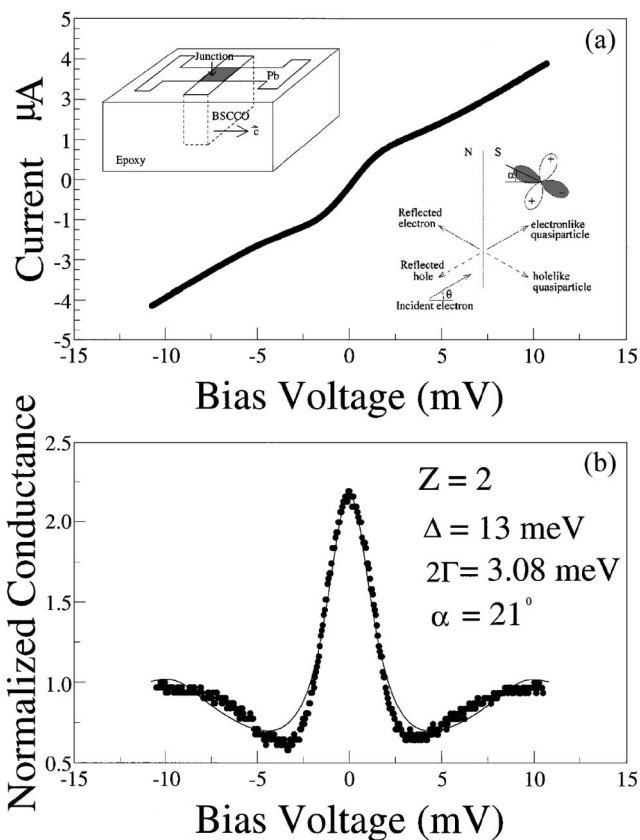 (a)
Current μA
5
4
3
1
0
-1
-3
-4
-5
Junction
Pb
BSCCO
c
Epoxy
N S
α
+
-
+
Reflected electron
electronlike quasiparticle
Reflected hole
holelike quasiparticle
θ
Incident electron
-15 -10 -5 0 5 10 15
Bias Voltage (mV)
(b)
Normalized Conductance
2.5
2.0
1.5
1.0
0.5
Z = 2
Δ = 13 meV
2Γ= 3.08 meV
α = 21°
-15 -10 -5 0 5 10 15
Bias Voltage (mV)